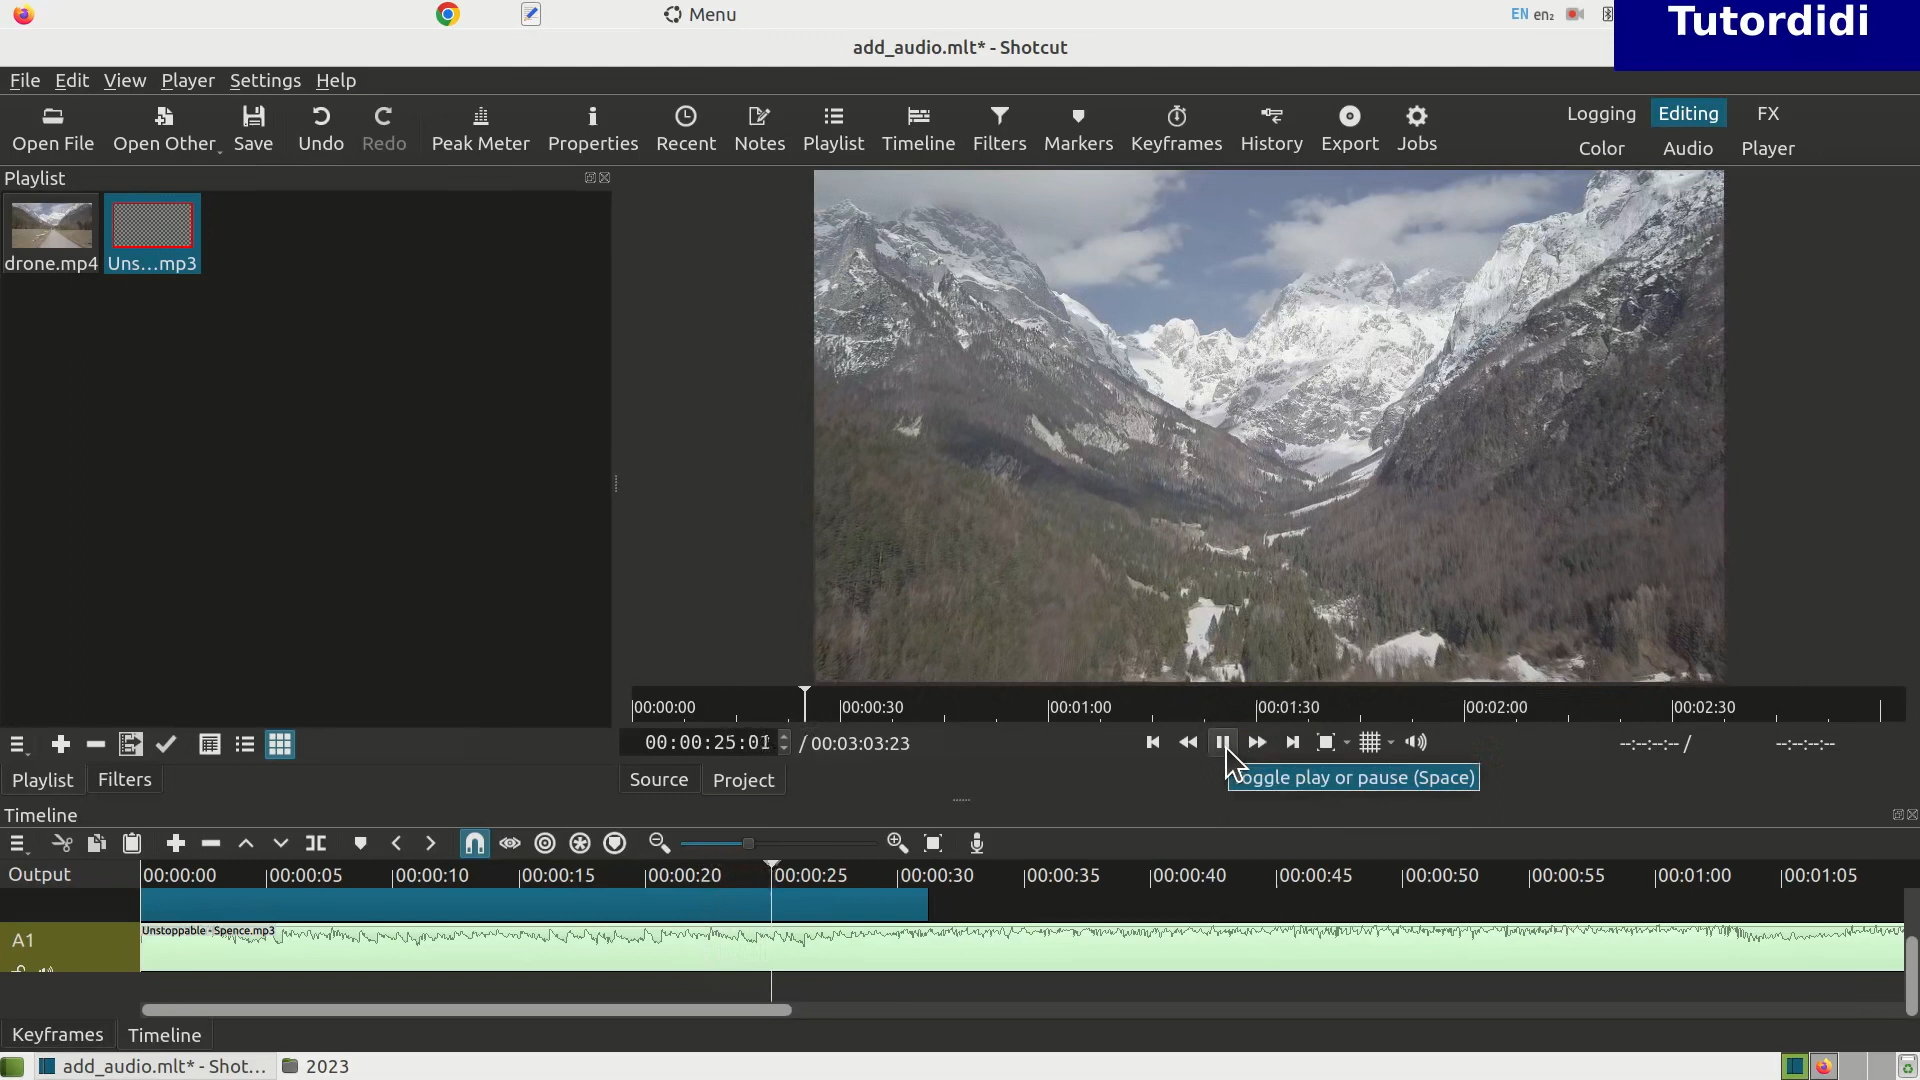 Menu
EN en₂
Tutordidi
add_audio.mlt* - Shotcut
File Edit View Player Settings Help
Open File Open Other Save Undo Redo Peak Meter Properties Recent Notes Playlist Timeline Filters Markers Keyframes History Export Jobs
Logging Editing FX
Color Audio Player
Playlist
drone.mp4 Uns...mp3
00:00:00 00:00:30 00:01:00 00:01:30 00:02:00 00:02:30
00:00:25:01 / 00:03:03:23
--:--:--:-- / --:--:--:--
Playlist Filters
Source Project
oggle play or pause (Space)
Timeline
Output
00:00:00 00:00:05 00:00:10 00:00:15 00:00:20 00:00:25 00:00:30 00:00:35 00:00:40 00:00:45 00:00:50 00:00:55 00:01:00 00:01:05
A1
Unstoppable - Spence.mp3
Keyframes Timeline
add_audio.mlt* - Shot... 2023